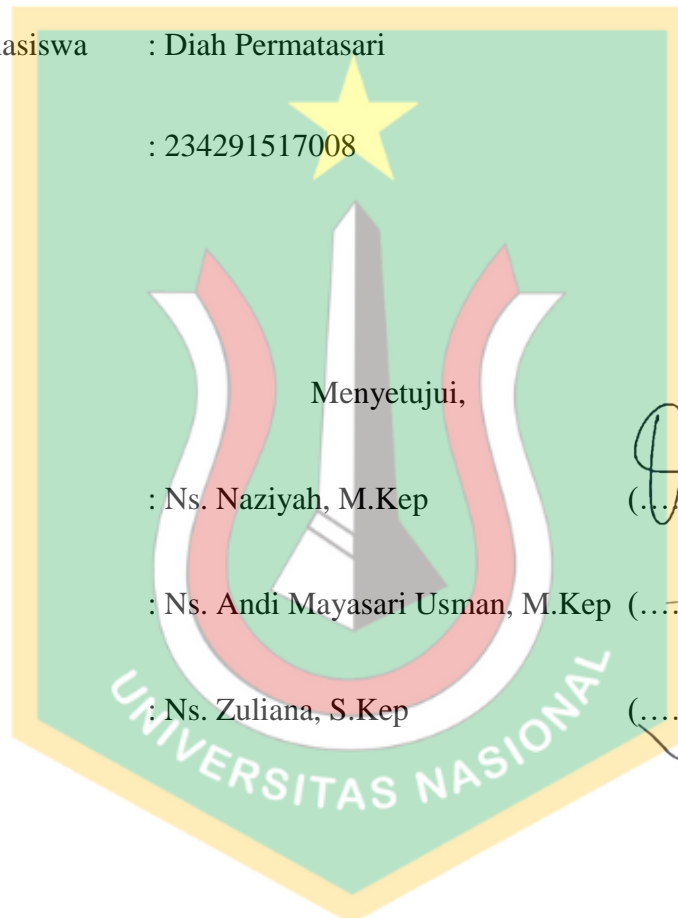 asiswa : Diah Permatasari
: 234291517008
Menyetujui,
: Ns. Naziyah, M.Kep (....
: Ns. Andi Mayasari Usman, M.Kep (....
: Ns. Zuliana, S.Kep (....
UNIVERSITAS NASIONAL